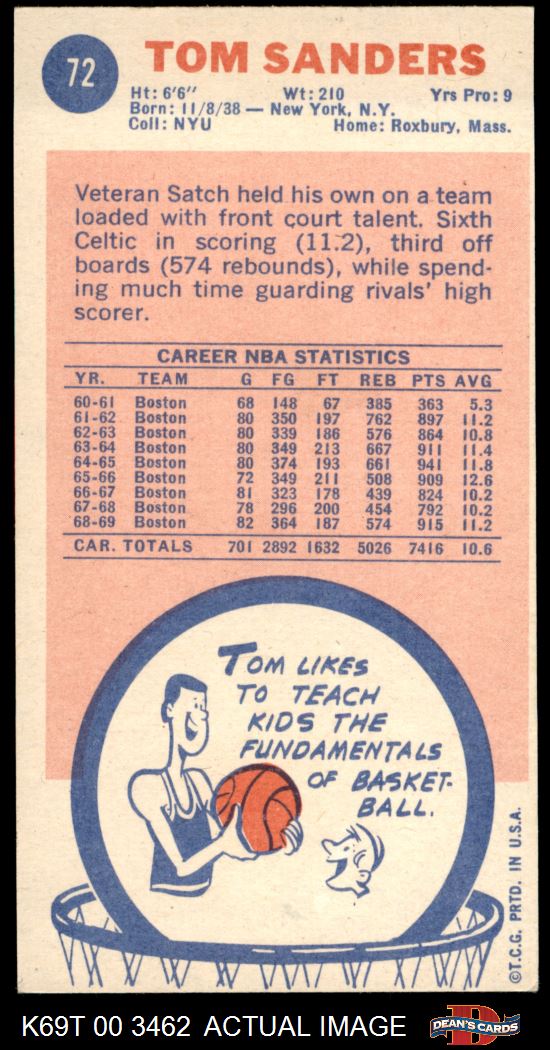 72
TOM SANDERS
Ht: 6'6" Wt: 210 Yrs Pro: 9
Born: 11/8/38 — New York, N.Y.
Coll: NYU Home: Roxbury, Mass.
Veteran Satch held his own on a team
loaded with front court talent. Sixth
Celtic in scoring (11.2), third off
boards (574 rebounds), while spend-
ing much time guarding rivals' high
scorer.
CAREER NBA STATISTICS
YR. TEAM G FG FT REB PTS AVG
60-61 Boston 68 148 67 385 363 5.3
61-62 Boston 80 350 197 762 897 11.2
62-63 Boston 80 339 186 576 864 10.8
63-64 Boston 80 349 213 667 911 11.4
64-65 Boston 80 374 193 661 941 11.8
65-66 Boston 72 349 211 508 909 12.6
66-67 Boston 81 323 178 439 824 10.2
67-68 Boston 78 296 200 454 792 10.2
68-69 Boston 82 364 187 574 915 11.2
CAR. TOTALS 701 2892 1632 5026 7416 10.6
TOM LIKES
TO TEACH
KIDS THE
FUNDAMENTALS
OF BASKET-
BALL.
©T.C.G. PRTD. IN U.S.A.
K69T 00 3462 ACTUAL IMAGE
D
DEAN'S CARDS